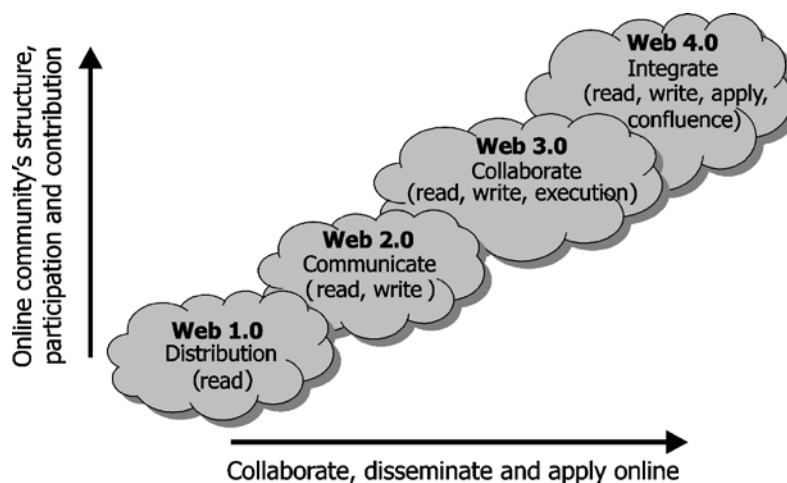 Web 4.0
Integrate
(read, write, apply,
confluence)
Web 3.0
Collaborate
(read, write, execution)
Web 2.0
Communicate
(read, write )
Web 1.0
Distribution
(read)
Online community's structure,
participation and contribution
Collaborate, disseminate and apply online